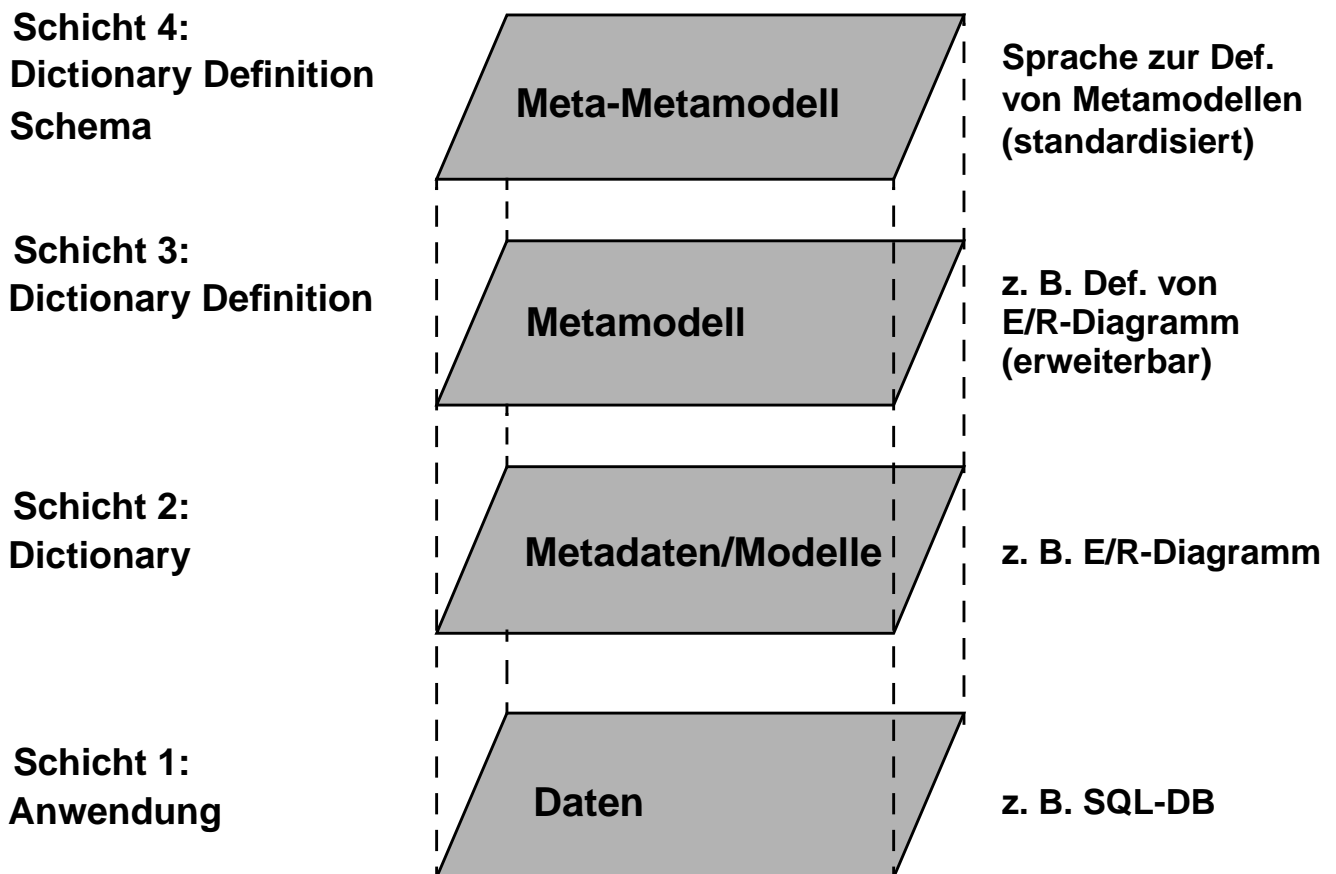 Schicht 4:
Dictionary Definition
Schema
Meta-Metamodell
Sprache zur Def.
von Metamodellen
(standardisiert)
Schicht 3:
Dictionary Definition
Metamodell
z. B. Def. von
E/R-Diagramm
(erweiterbar)
Schicht 2:
Dictionary
Metadaten/Modelle
z. B. E/R-Diagramm
Schicht 1:
Anwendung
Daten
z. B. SQL-DB